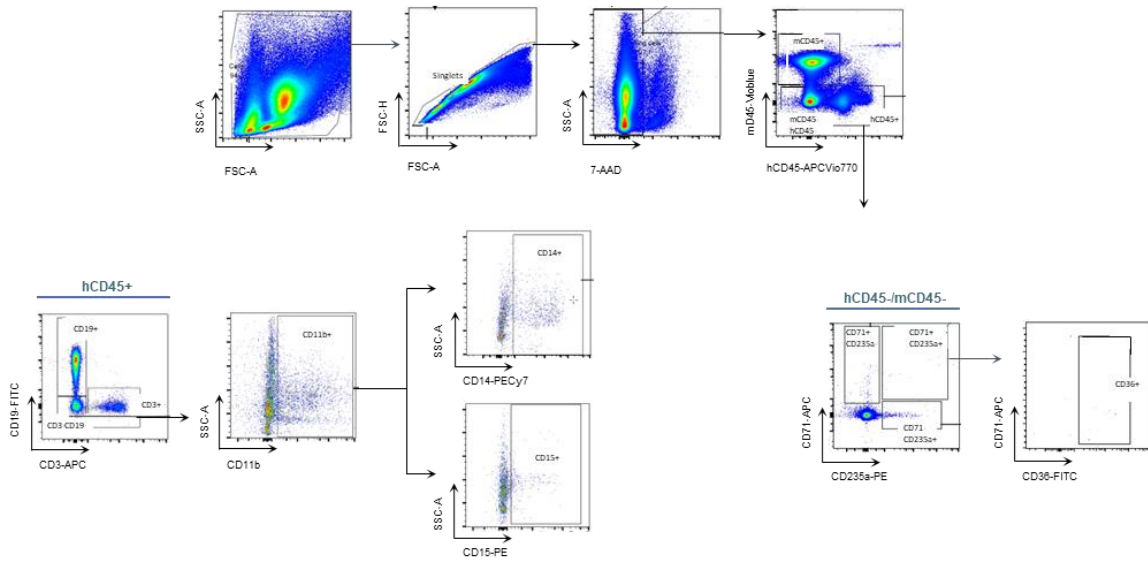 SSC-A
FSC-A
Singlets
FSC-H
FSC-A
SSC-A
7-AAD
mCD45+
mCD45-
hCD45
hCD45+
mD45-Vioblue
hCD45-APCVio770
hCD45+
CD19+
CD3+
CD3 CD19
CD19-FITC
CD3-APC
CD11b+
SSC-A
CD11b
CD14+
SSC-A
CD14-PECy7
CD15+
SSC-A
CD15-PE
hCD45-/mCD45-
CD71+
CD235a
CD71+
CD235a+
CD71
CD235a+
CD71-APC
CD235a-PE
CD36+
CD71-APC
CD36-FITC